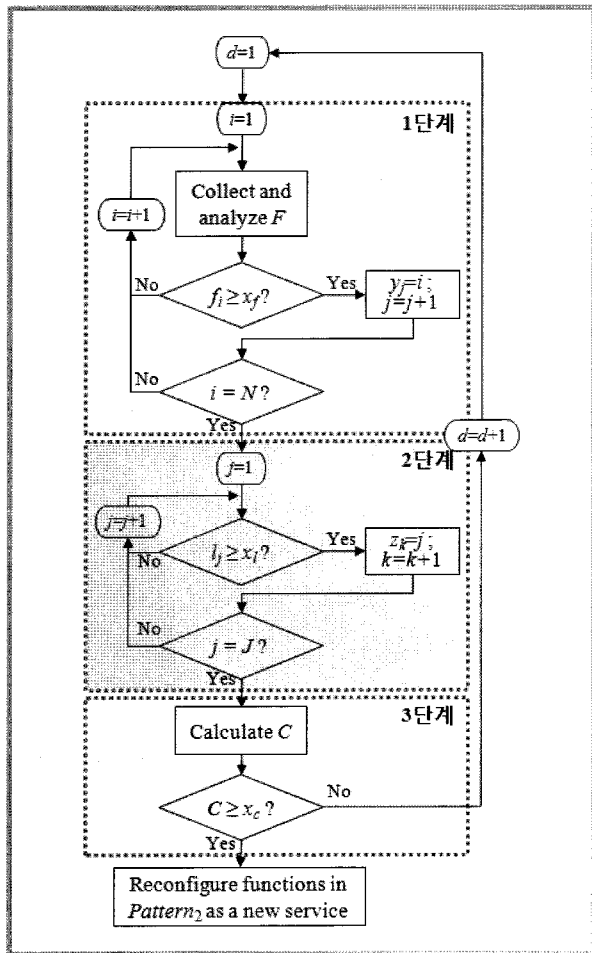 d=1
i=1
1단계
Collect and
analyze F
i=i+1
No
f_i ≥ x_f?
Yes
y_j=i ;
j=j+1
No
i = N?
Yes
d=d+1
j=1
2단계
j=j+1
No
l_j ≥ x_l?
Yes
z_k=j ;
k=k+1
No
j = J?
Yes
3단계
Calculate C
C ≥ x_c?
No
Yes
Reconfigure functions in
Pattern_2 as a new service